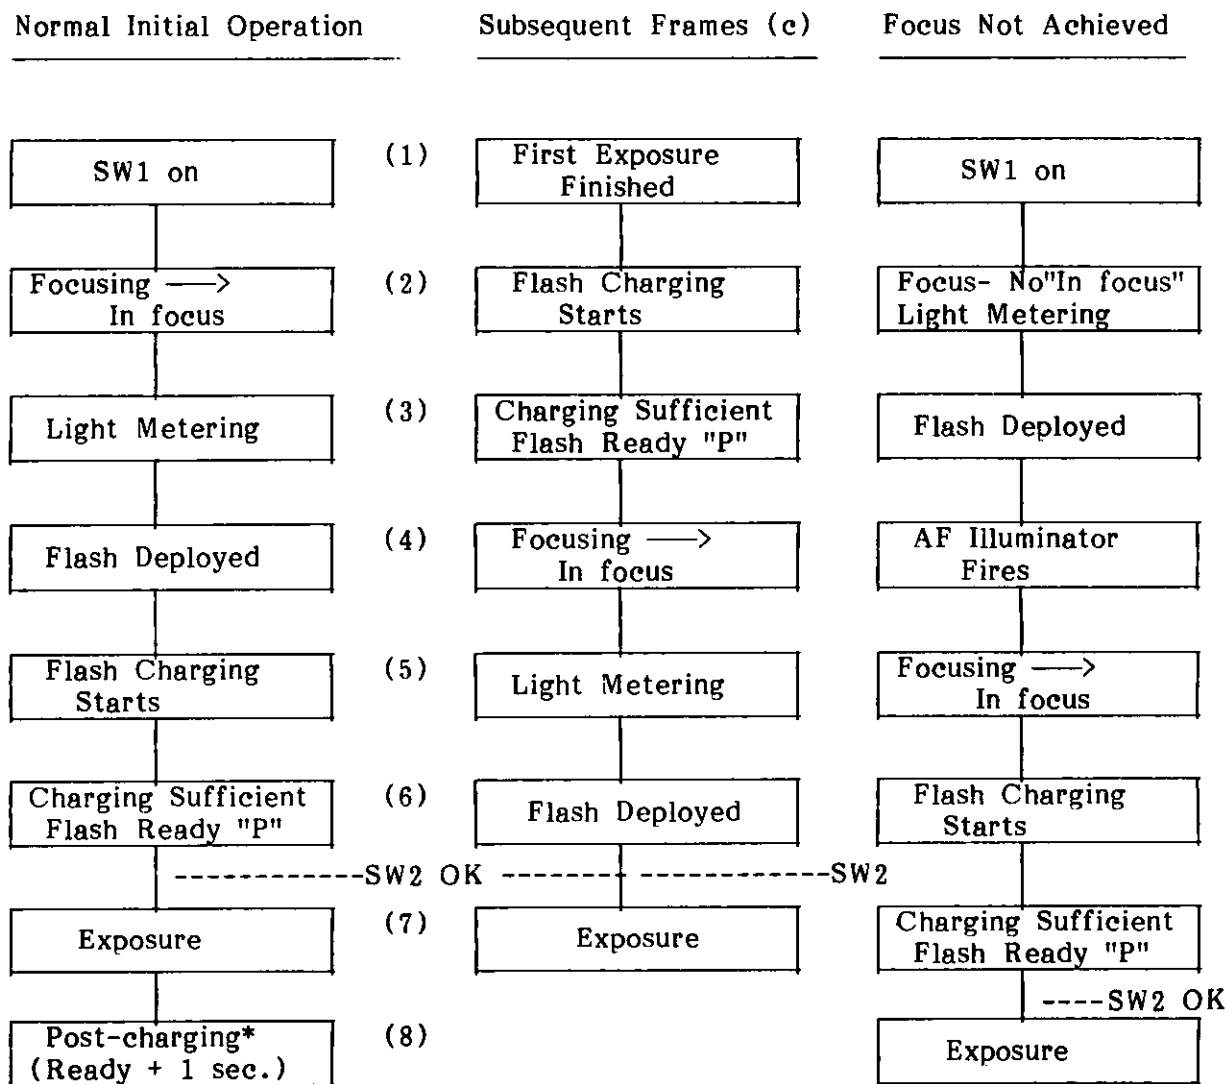 Normal Initial Operation
Subsequent Frames (c)
Focus Not Achieved
SW1 on
(1)
First Exposure
Finished
SW1 on
Focusing —>
In focus
(2)
Flash Charging
Starts
Focus- No"In focus"
Light Metering
Light Metering
(3)
Charging Sufficient
Flash Ready "P"
Flash Deployed
Flash Deployed
(4)
Focusing —>
In focus
AF Illuminator
Fires
Flash Charging
Starts
(5)
Light Metering
Focusing —>
In focus
Charging Sufficient
Flash Ready "P"
(6)
Flash Deployed
Flash Charging
Starts
------------SW2 OK ------- -----------SW2
Exposure
(7)
Exposure
Charging Sufficient
Flash Ready "P"
----SW2 OK
Post-charging*
(Ready + 1 sec.)
(8)
Exposure